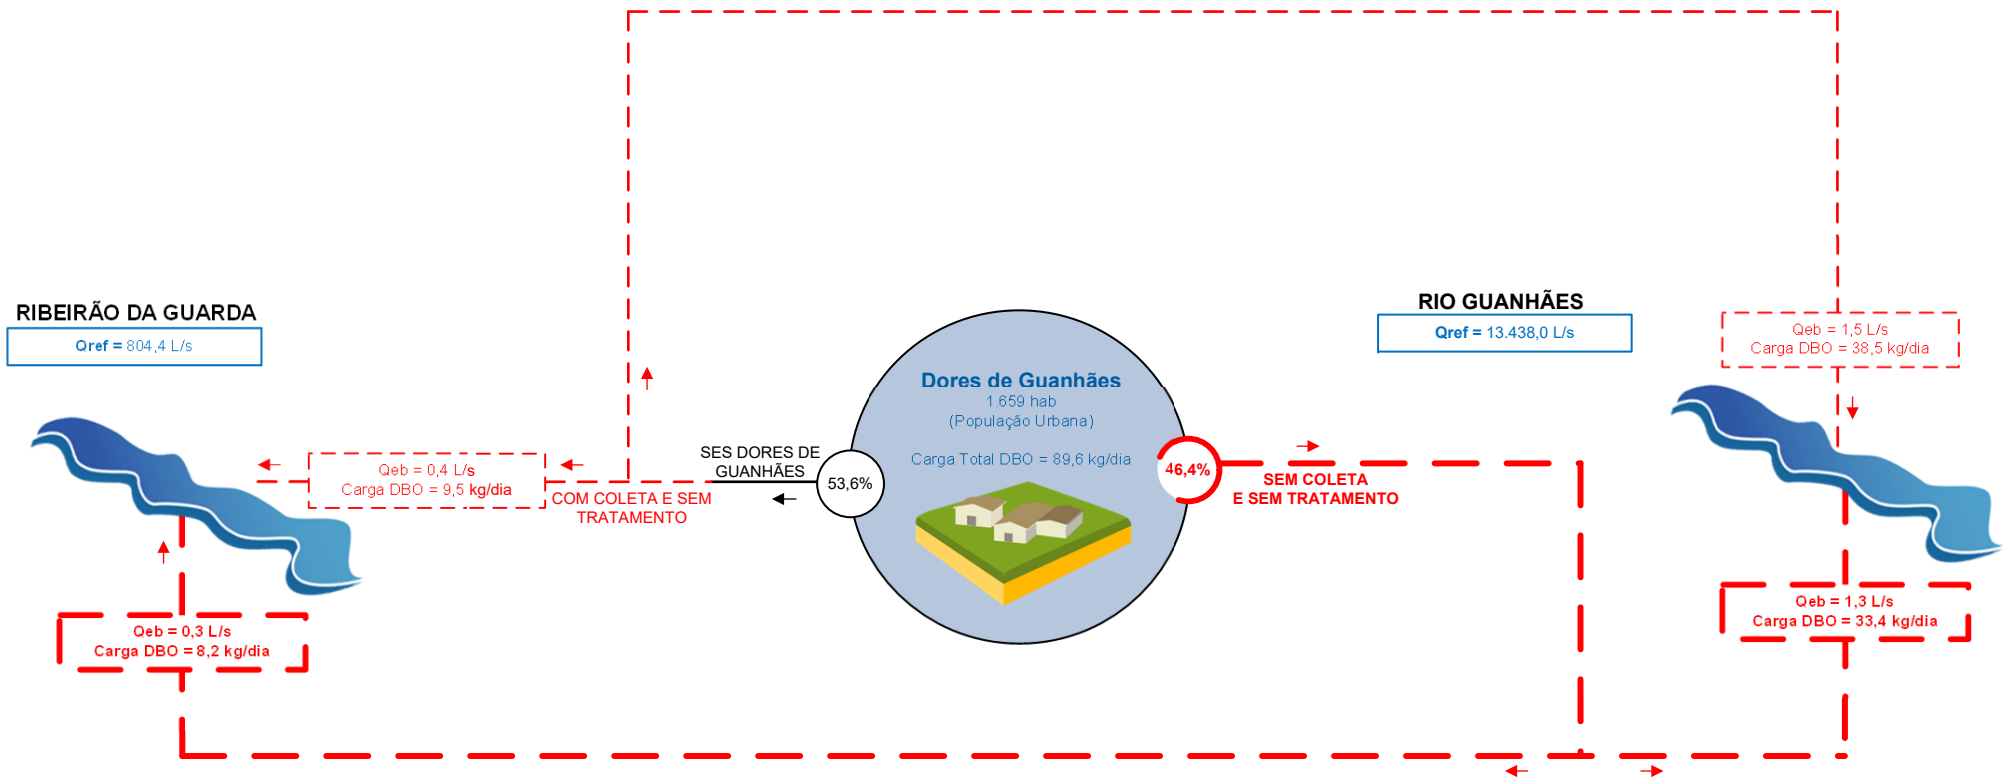 RIBEIRÃO DA GUARDA
Qref = 804,4 L/s
Qeb = 0,4 L/s
Carga DBO = 9,5 kg/dia
COM COLETA E SEM
TRATAMENTO
Qeb = 0,3 L/s
Carga DBO = 8,2 kg/dia
SES DORES DE
GUANHÃES
53,6%
Dores de Guanhães
1.659 hab
(População Urbana)
Carga Total DBO = 89,6 kg/dia
46,4%
SEM COLETA
E SEM TRATAMENTO
RIO GUANHÃES
Qref = 13.438,0 L/s
Qeb = 1,5 L/s
Carga DBO = 38,5 kg/dia
Qeb = 1,3 L/s
Carga DBO = 33,4 kg/dia